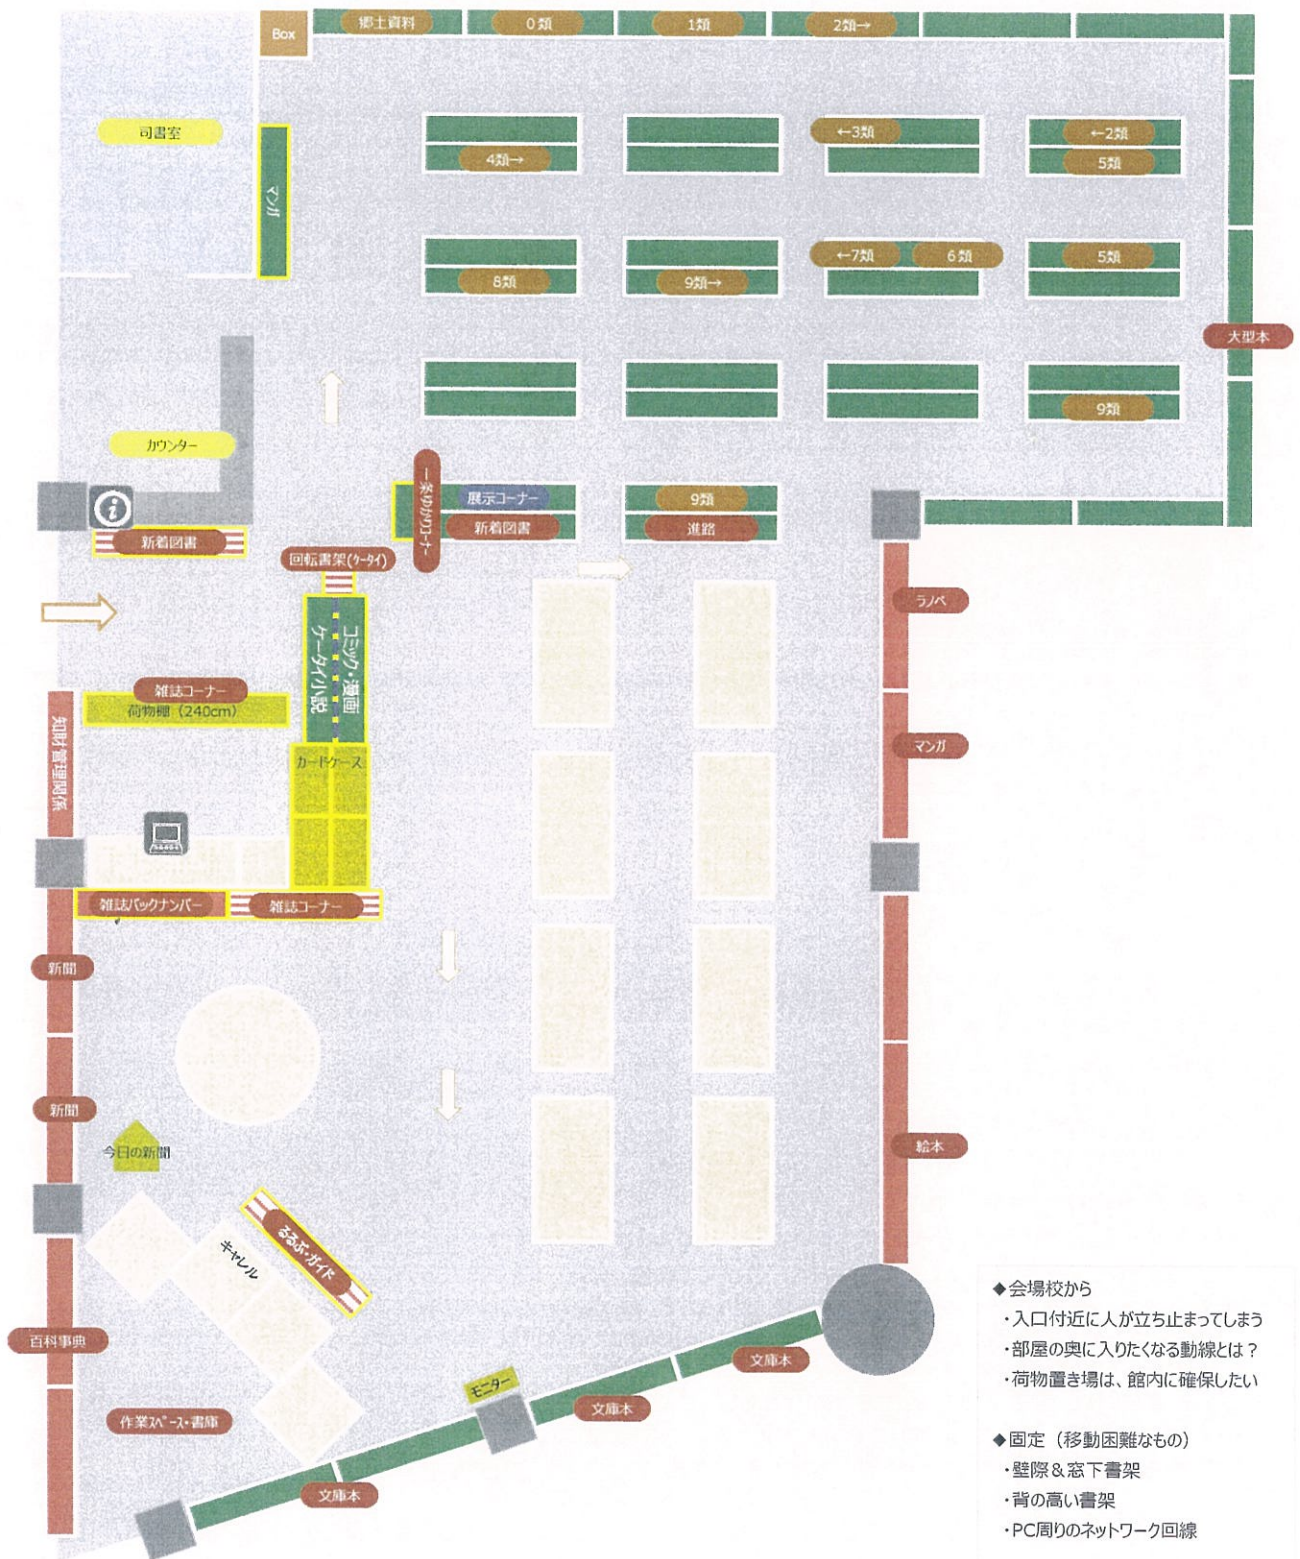 Box
郷土資料
0類
1類
2類→
司書室
マンガ
←3類
←2類
4類→
5類
←7類
6類
5類
8類
9類→
大型本
9類
カウンター
一条ゆかりコーナー
展示コーナー
9類
新着図書
進路
新着図書
回転書架(ケータイ)
ラノベ
コミック・漫画
ケータイ小説
雑誌コーナー
荷物棚（240cm）
知財管理関係
マンガ
カードケース
雑誌バックナンバー
雑誌コーナー
新聞
新聞
今日の新聞
絵本
るるぶ・ガイド
キャレル
百科事典
作業スペース・書庫
モニター
文庫本
文庫本
文庫本
◆会場校から
・入口付近に人が立ち止まってしまう
・部屋の奥に入りたくなる動線とは？
・荷物置き場は、館内に確保したい
◆固定（移動困難なもの）
・壁際＆窓下書架
・背の高い書架
・PC周りのネットワーク回線